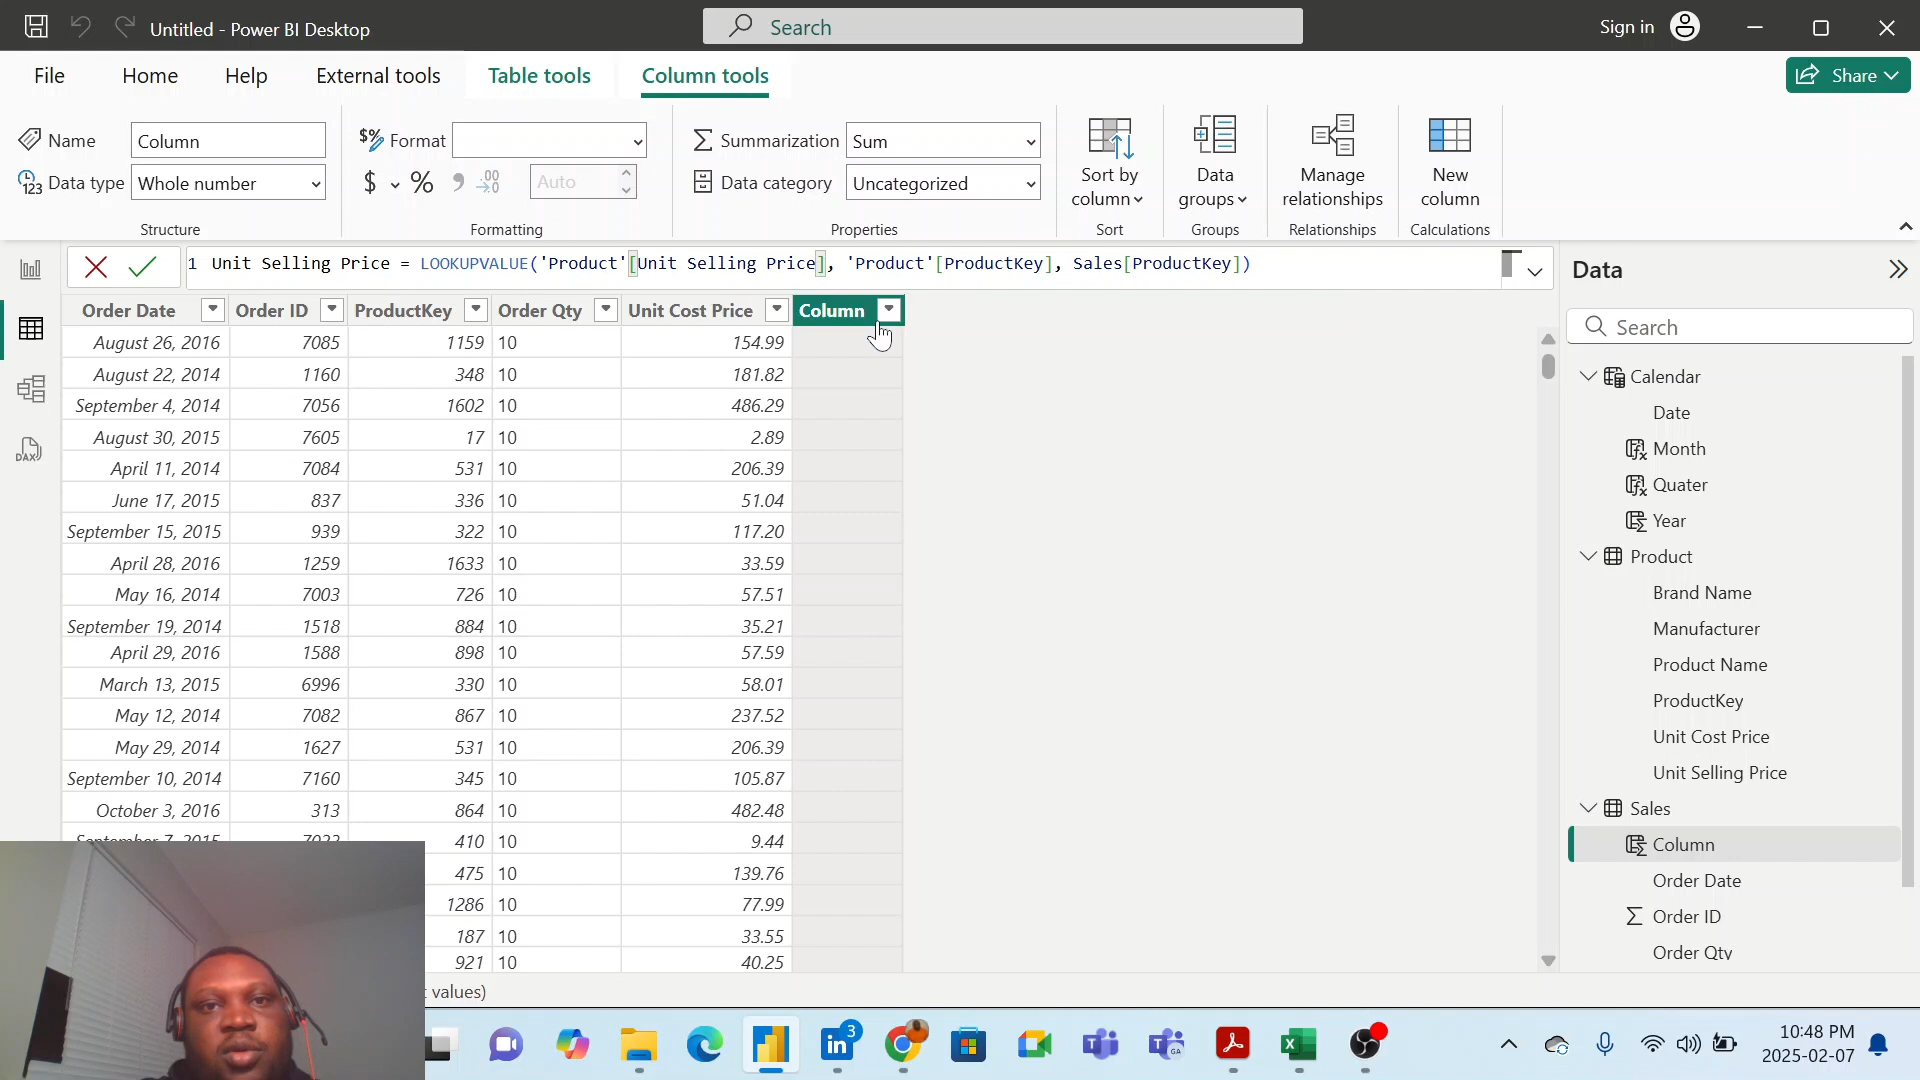 Untitled - Power BI Desktop
Search
Sign in
File
Home
Help
External tools
Table tools
Column tools
Share
Name
Column
Data type
Whole number
Structure
Format
$
%
Auto
Formatting
Summarization
Sum
Data category
Uncategorized
Properties
Sort by
column
Sort
Data
groups
Groups
Manage
relationships
Relationships
New
column
Calculations
1 Unit Selling Price = LOOKUPVALUE('Product'[Unit Selling Price], 'Product'[ProductKey], Sales[ProductKey])
Order Date Order ID ProductKey Order Qty Unit Cost Price Column
August 26, 2016 7085 1159 10 154.99
August 22, 2014 1160 348 10 181.82
September 4, 2014 7056 1602 10 486.29
August 30, 2015 7605 17 10 2.89
April 11, 2014 7084 531 10 206.39
June 17, 2015 837 336 10 51.04
September 15, 2015 939 322 10 117.20
April 28, 2016 1259 1633 10 33.59
May 16, 2014 7003 726 10 57.51
September 19, 2014 1518 884 10 35.21
April 29, 2016 1588 898 10 57.59
March 13, 2015 6996 330 10 58.01
May 12, 2014 7082 867 10 237.52
May 29, 2014 1627 531 10 206.39
September 10, 2014 7160 345 10 105.87
October 3, 2016 313 864 10 482.48
410 10 9.44
475 10 139.76
1286 10 77.99
187 10 33.55
921 10 40.25
values)
Data
Search
Calendar
Date
Month
Quater
Year
Product
Brand Name
Manufacturer
Product Name
ProductKey
Unit Cost Price
Unit Selling Price
Sales
Column
Order Date
Order ID
Order Qty
DAX
3
10:48 PM
2025-02-07